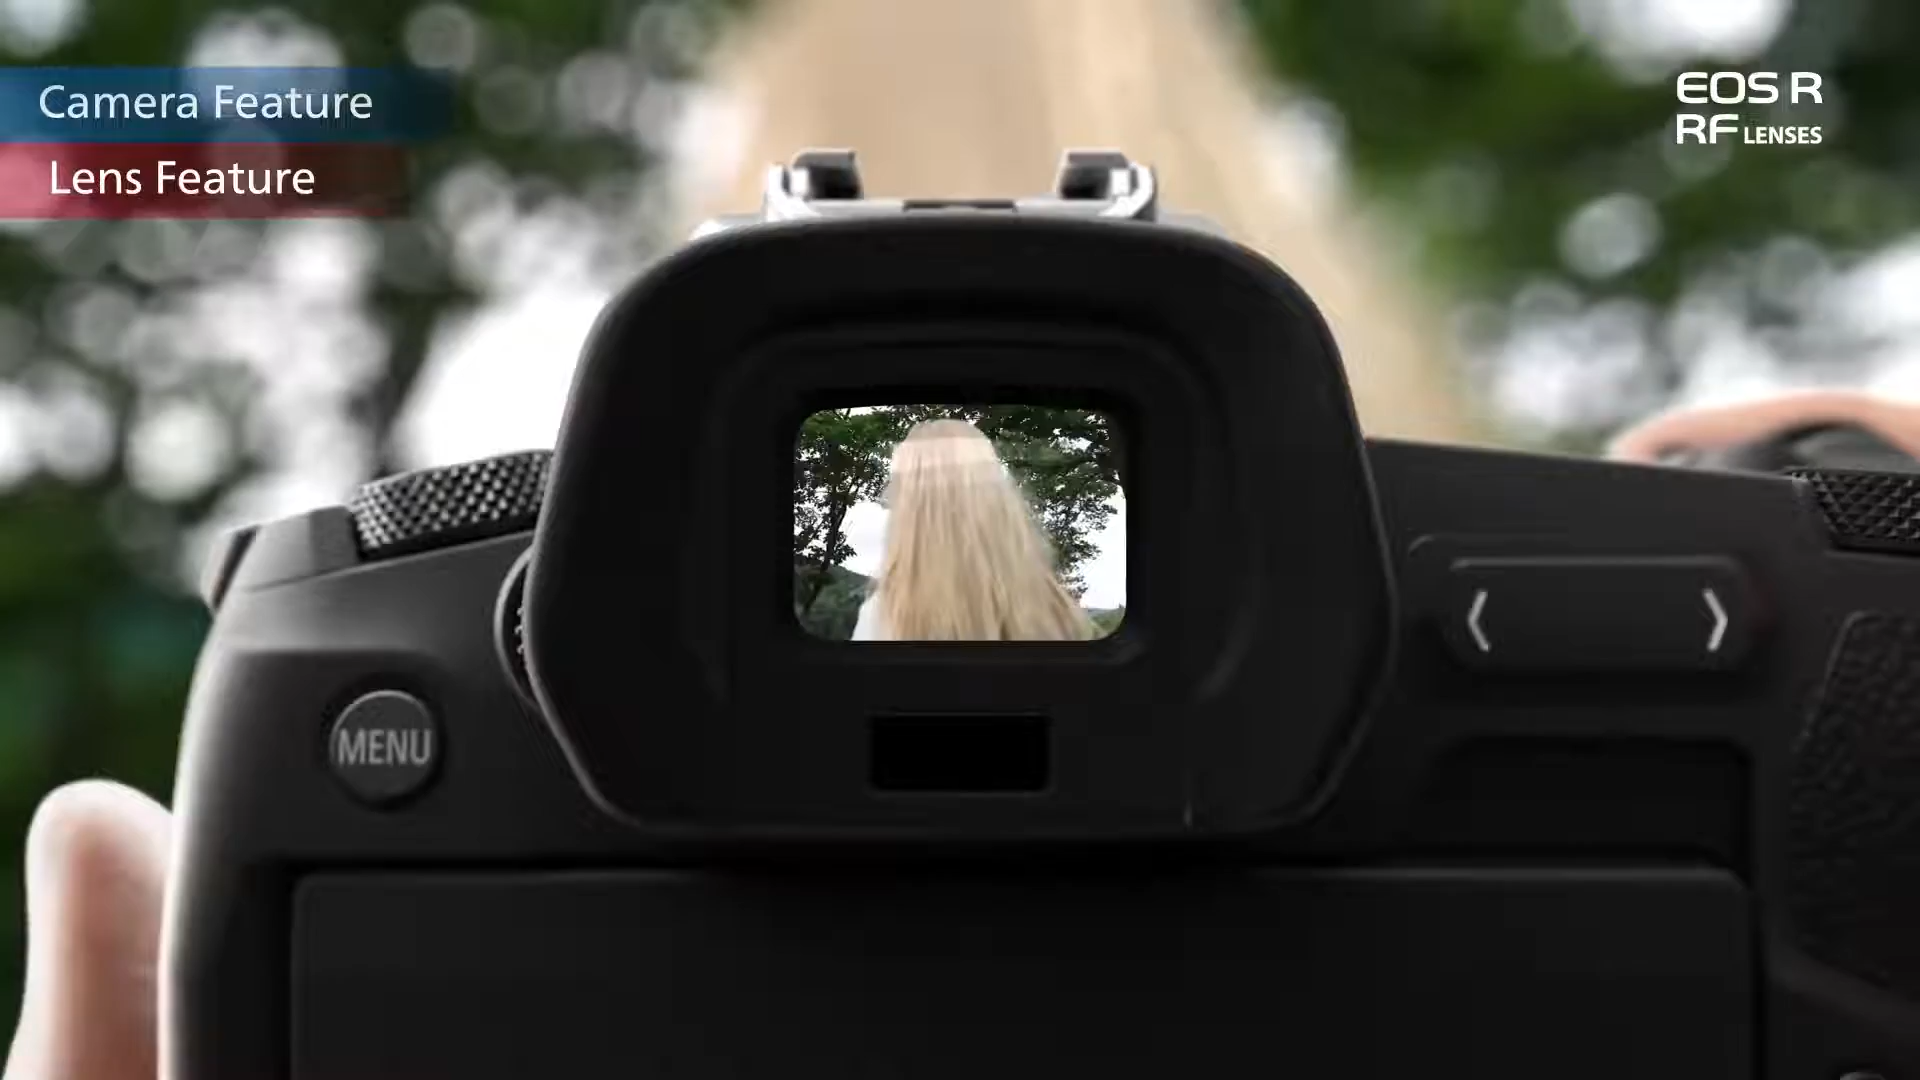 Camera Feature
Lens Feature
EOS R
RF LENSES
MENU